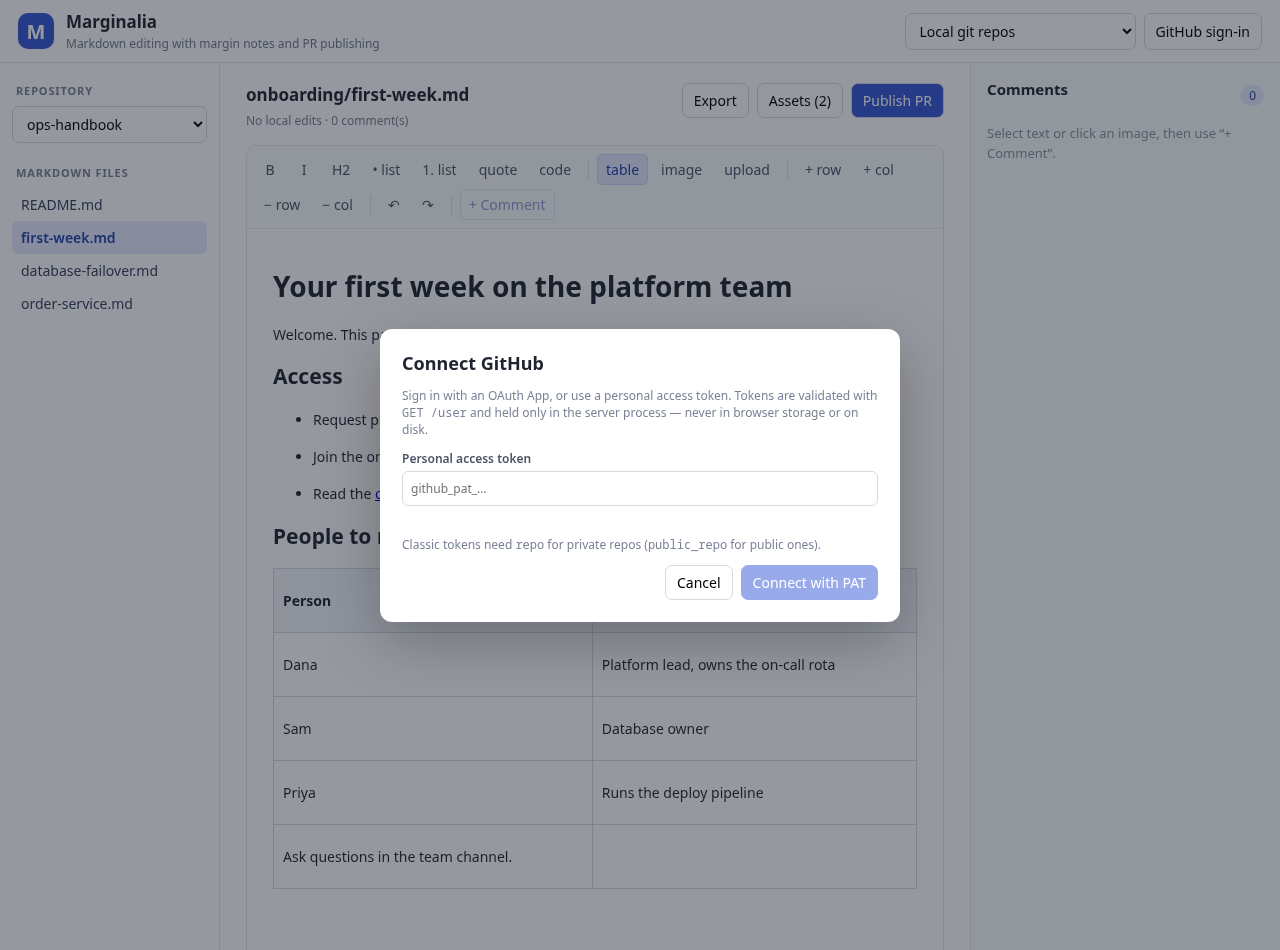 M
Marginalia
Markdown editing with margin notes and PR publishing
Local git repos
GitHub sign-in
REPOSITORY
ops-handbook
MARKDOWN FILES
README.md
first-week.md
database-failover.md
order-service.md
onboarding/first-week.md
No local edits · 0 comment(s)
Export
Assets (2)
Publish PR
B I H2 • list 1. list quote code table image upload + row + col
− row − col ↶ ↷ + Comment
Your first week on the platform team
Welcome. This
Access
Request
Join the
Read the
People to
Person
Dana
Platform lead, owns the on-call rota
Sam
Database owner
Priya
Runs the deploy pipeline
Ask questions in the team channel.
Connect GitHub
Sign in with an OAuth App, or use a personal access token. Tokens are validated with
GET /user and held only in the server process — never in browser storage or on
disk.
Personal access token
github_pat_…
Classic tokens need repo for private repos (public_repo for public ones).
Cancel
Connect with PAT
Comments
0
Select text or click an image, then use “+
Comment”.